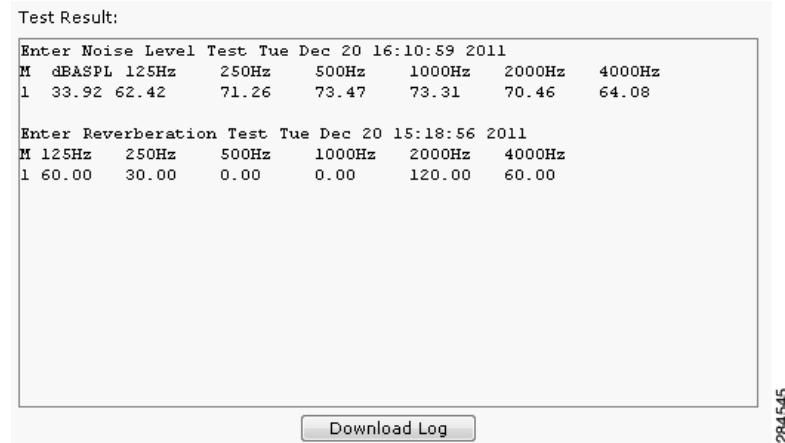 Test Result:
Enter Noise Level Test Tue Dec 20 16:10:59 2011
M dBASPL 125Hz 250Hz 500Hz 1000Hz 2000Hz 4000Hz
1 33.92 62.42 71.26 73.47 73.31 70.46 64.08
Enter Reverberation Test Tue Dec 20 15:18:56 2011
M 125Hz 250Hz 500Hz 1000Hz 2000Hz 4000Hz
1 60.00 30.00 0.00 0.00 120.00 60.00
Download Log
284545